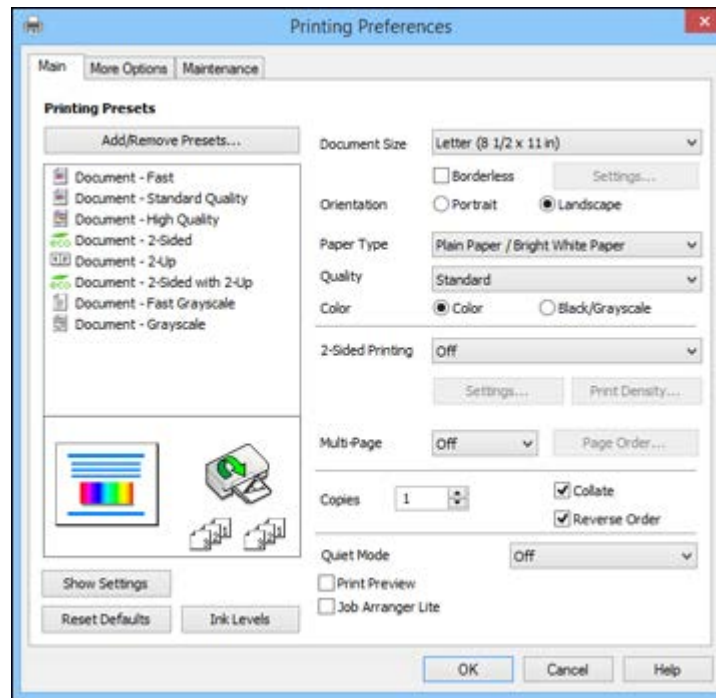 Printing Preferences
Main
More Options
Maintenance
Printing Presets
Add/Remove Presets...
Document - Fast
Document - Standard Quality
Document - High Quality
eco Document - 2-Sided
Document - 2-Up
eco Document - 2-Sided with 2-Up
Document - Fast Grayscale
Document - Grayscale
Show Settings
Reset Defaults
Ink Levels
Document Size
Letter (8 1/2 x 11 in)
Borderless
Settings...
Orientation
Portrait
Landscape
Paper Type
Plain Paper / Bright White Paper
Quality
Standard
Color
Color
Black/Grayscale
2-Sided Printing
Off
Settings...
Print Density...
Multi-Page
Off
Page Order...
Copies
1
Collate
Reverse Order
Quiet Mode
Off
Print Preview
Job Arranger Lite
OK
Cancel
Help